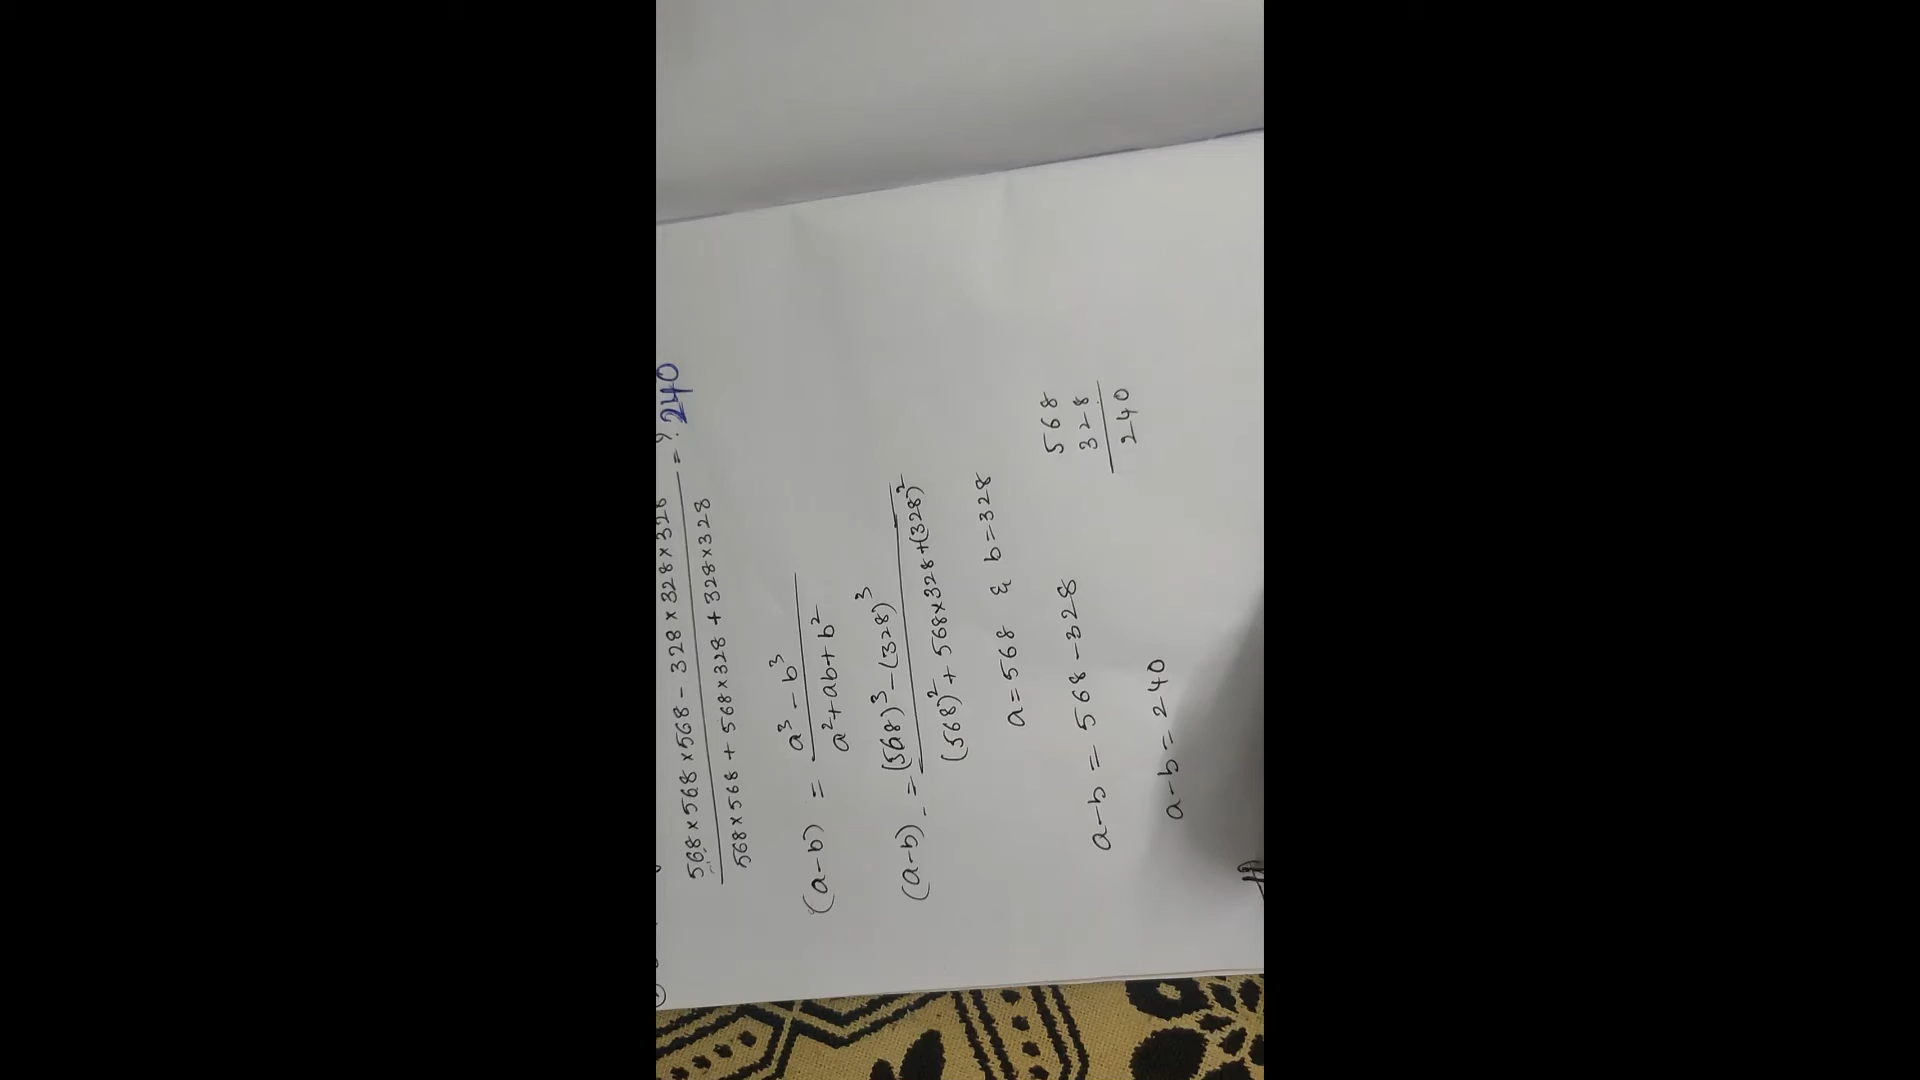 568×568×568 - 328×328×328 = ? 240
568×568 + 568×328 + 328×328
(a-b) = a³ - b³
a²+ab+b²
(a-b) = (568)³-(328)³
(568)²+568×328+(328)²
a=568 & b=328
a-b = 568-328
568
328
240
a-b = 240